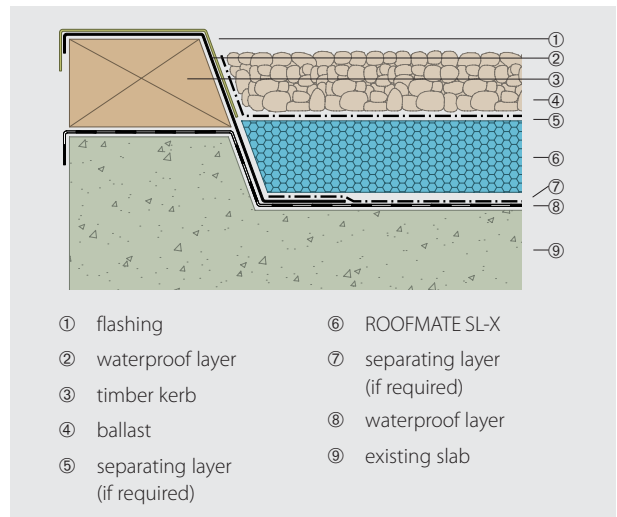 ①
②
③
④
⑤
⑥
⑦
⑧
⑨
① flashing
② waterproof layer
③ timber kerb
④ ballast
⑤ separating layer
(if required)
⑥ ROOFMATE SL-X
⑦ separating layer
(if required)
⑧ waterproof layer
⑨ existing slab